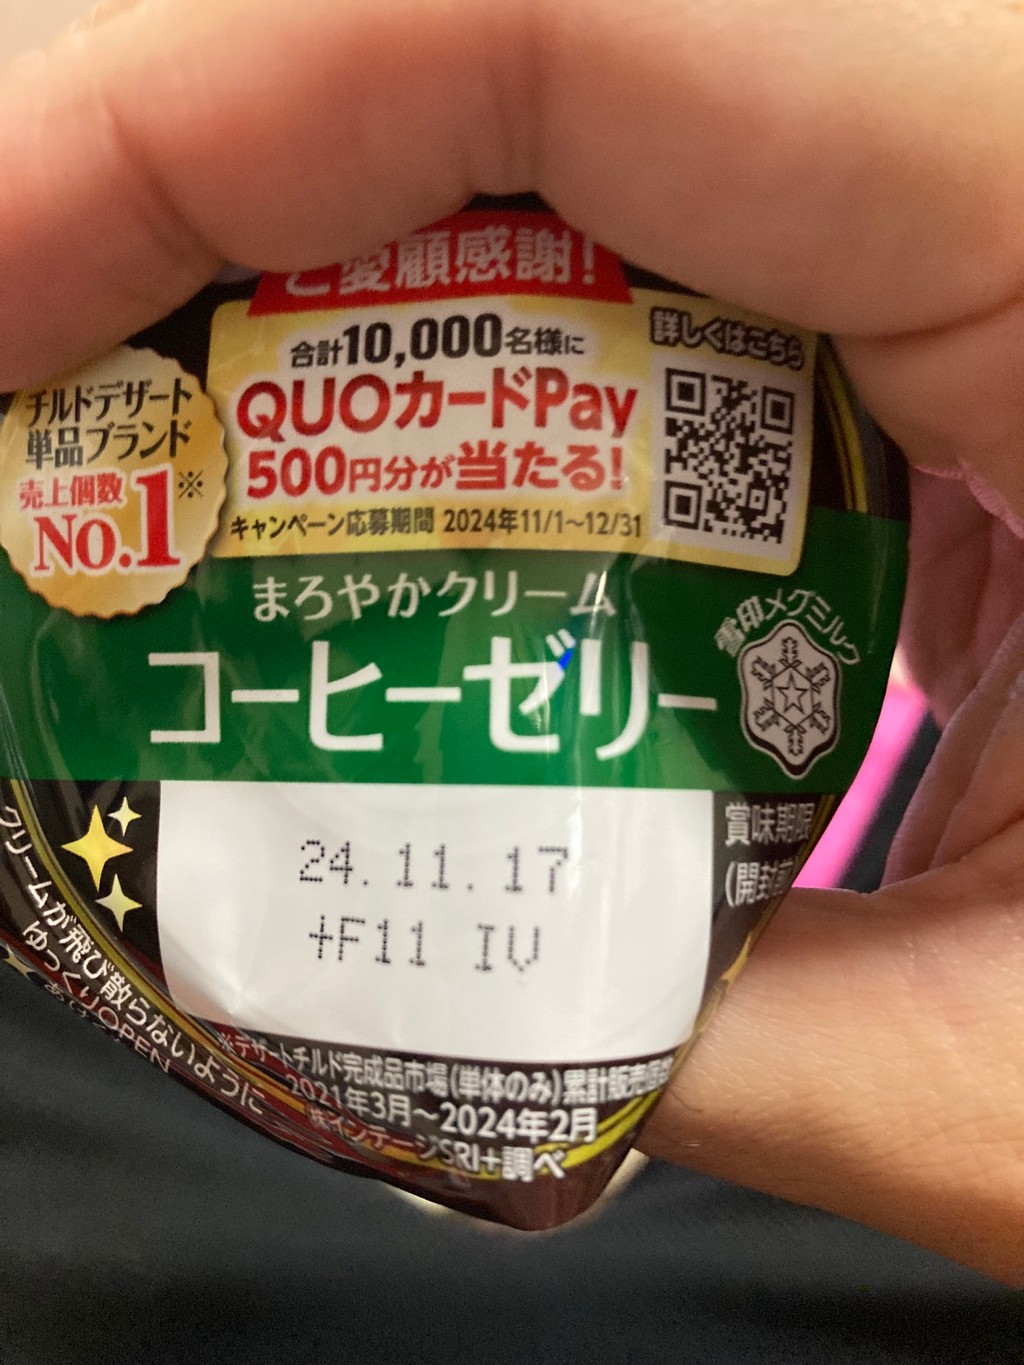 ご愛顧感謝!
合計10,000名様に
QUOカードPay
500円分が当たる!
キャンペーン応募期間 2024年11/1~12/31
詳しくはこちら
チルドデザート
単品ブランド
売上個数
No.1※
まろやかクリーム
コーヒーゼリー
雪印メグミルク
24.11.17
+F11 IV
賞味期限
(開封前)
クリームが飛び散らないように
ゆっくりOPEN
※デザートチルド完成品市場(単体のみ)累計販売個数
2021年3月~2024年2月
㈱インテージSRI+調べ